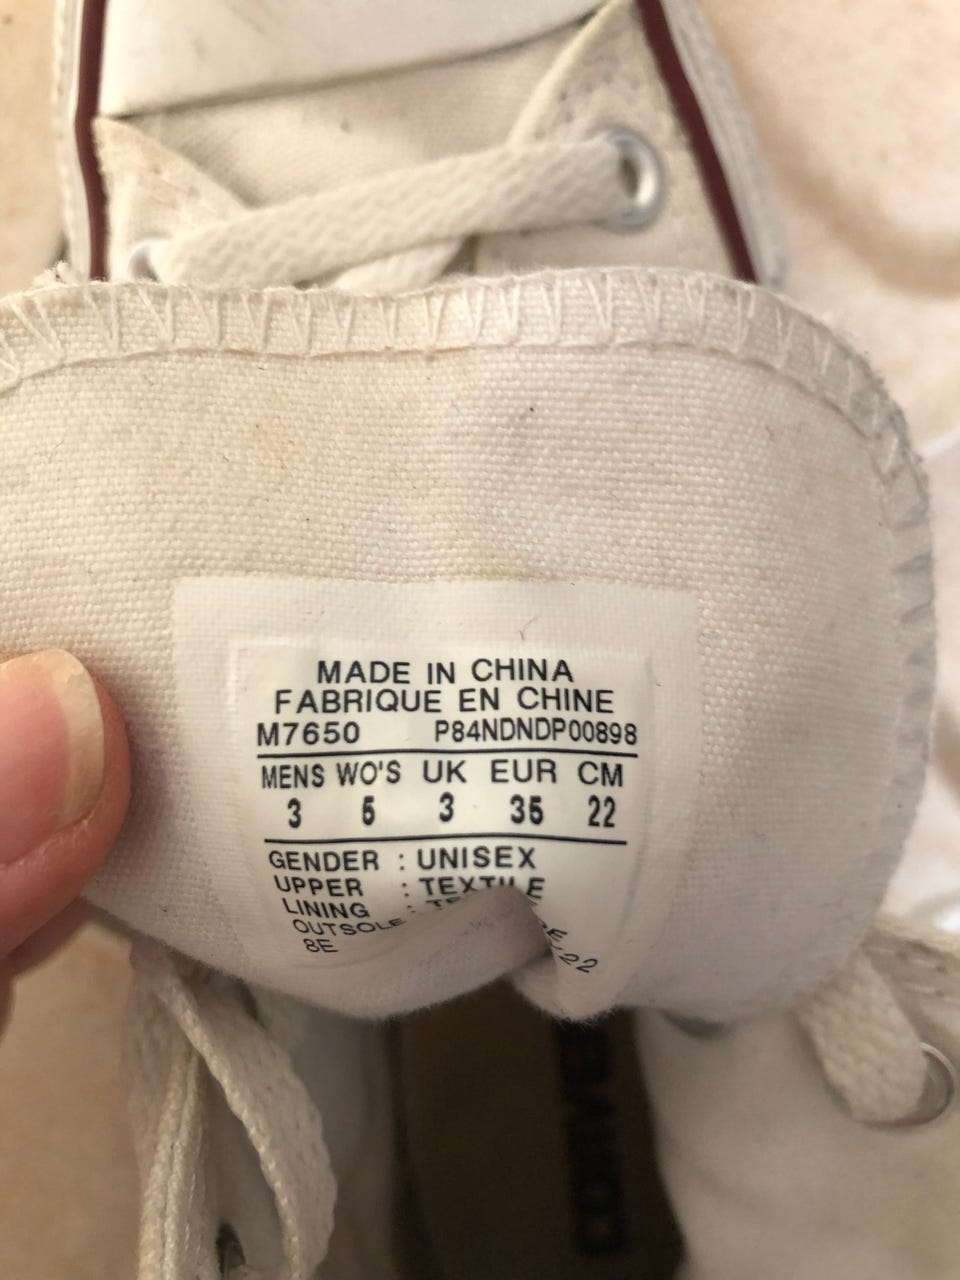 MADE IN CHINA
FABRIQUE EN CHINE
M7650 P84NDNDP00898
MENS WO'S UK EUR CM
3 5 3 35 22
GENDER : UNISEX
UPPER : TEXTILE
LINING :
OUTSOLE
8E 22